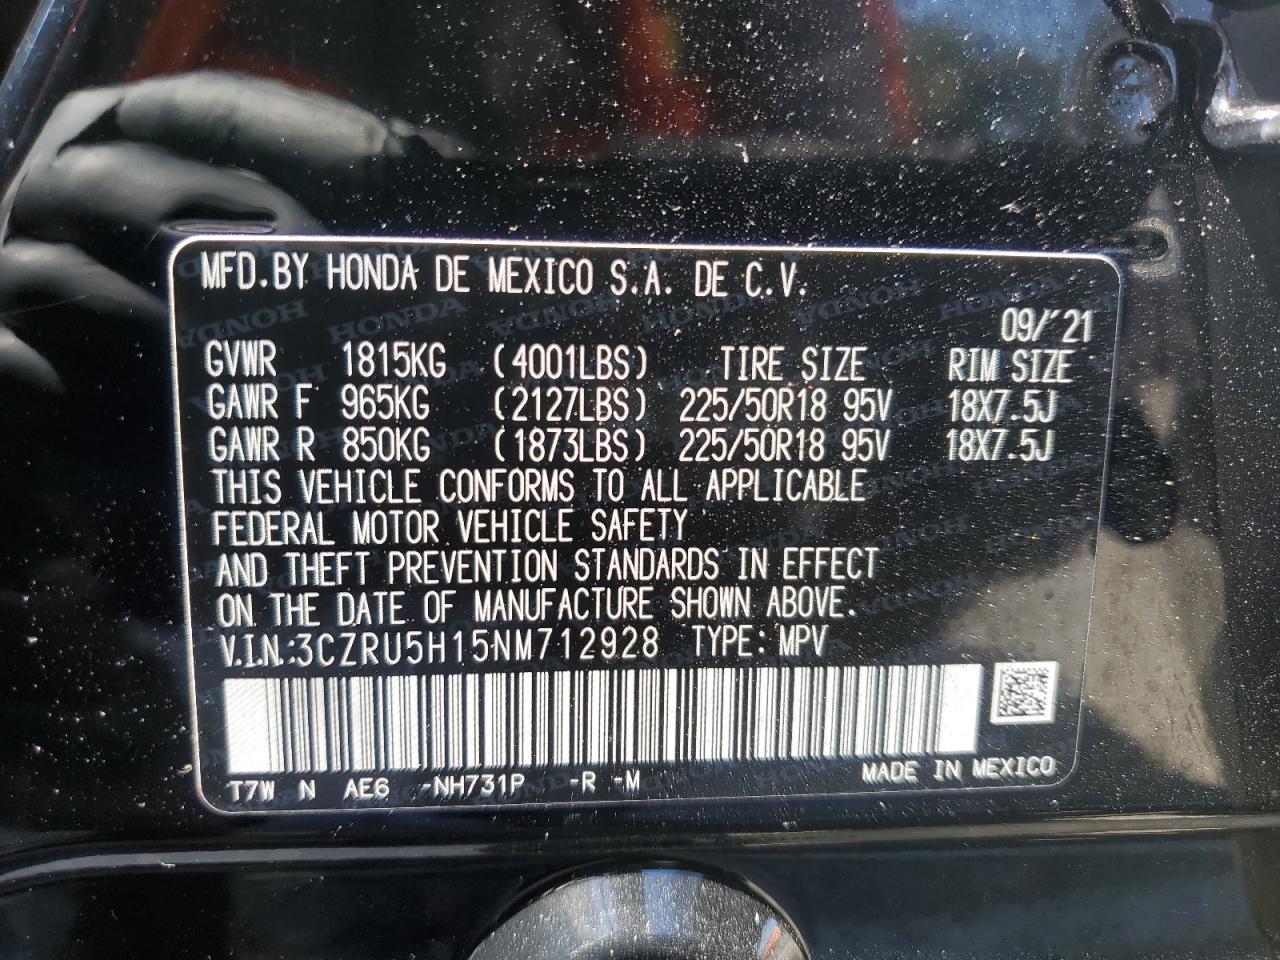 MFD.BY HONDA DE MEXICO S.A. DE C.V.
09/'21
GVWR 1815KG (4001LBS) TIRE SIZE RIM SIZE
GAWR F 965KG (2127LBS) 225/50R18 95V 18X7.5J
GAWR R 850KG (1873LBS) 225/50R18 95V 18X7.5J
THIS VEHICLE CONFORMS TO ALL APPLICABLE
FEDERAL MOTOR VEHICLE SAFETY
AND THEFT PREVENTION STANDARDS IN EFFECT
ON THE DATE OF MANUFACTURE SHOWN ABOVE.
V.I.N.:3CZRU5H15NM712928 TYPE: MPV
T7W N AE6 -NH731P -R -M MADE IN MEXICO